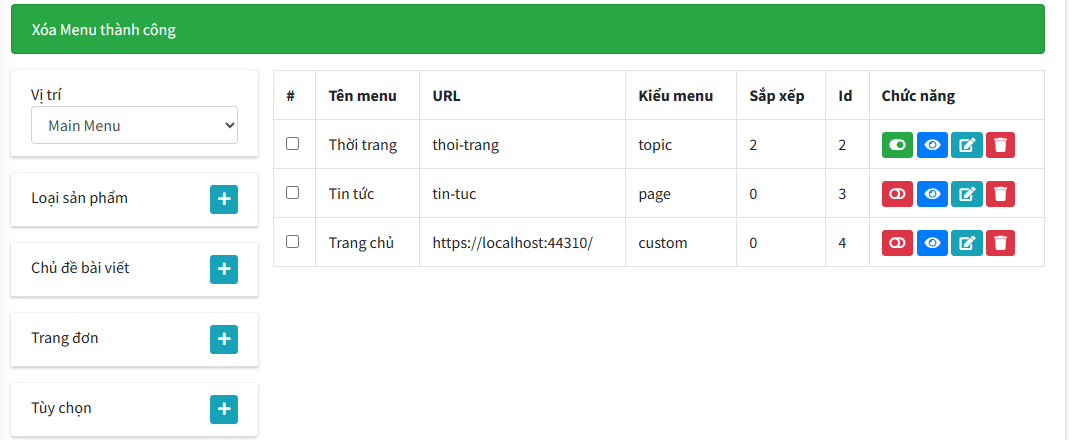 Xóa Menu thành công
Vị trí
Main Menu
Loại sản phẩm
Chủ đề bài viết
Trang đơn
Tùy chọn
# Tên menu URL Kiểu menu Sắp xếp Id Chức năng
Thời trang thoi-trang topic 2 2
Tin tức tin-tuc page 0 3
Trang chủ https://localhost:44310/ custom 0 4